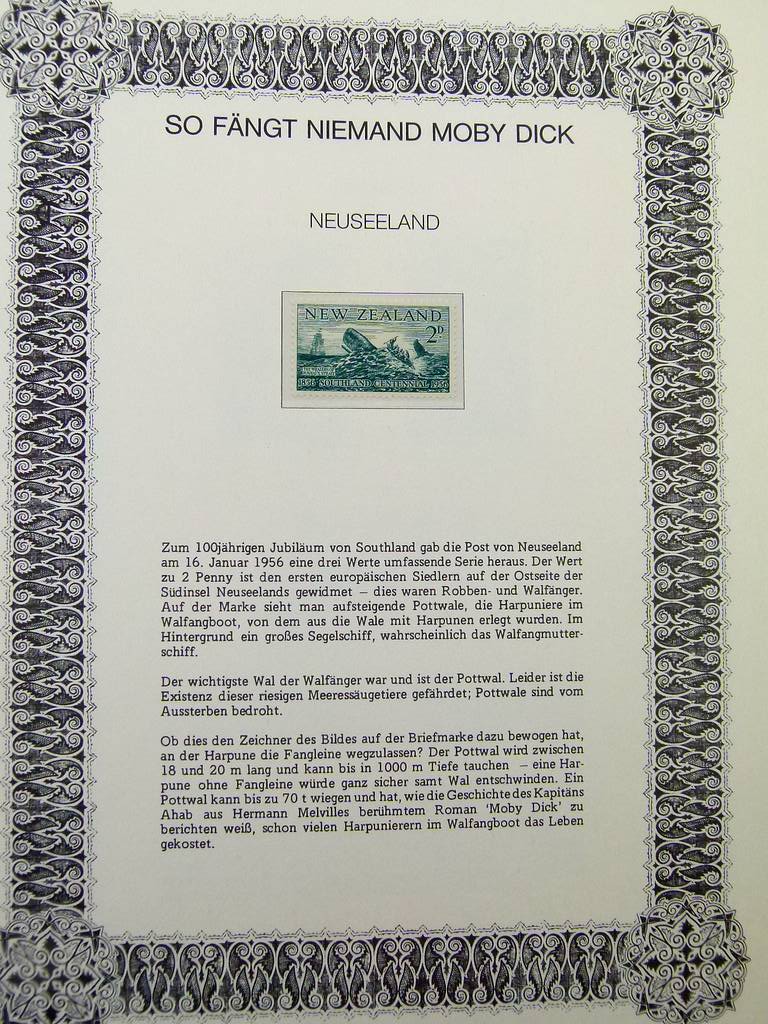 SO FÄNGT NIEMAND MOBY DICK
NEUSEELAND
NEW ZEALAND
2D
1856 SOUTHLAND CENTENNIAL 1956
Zum 100jährigen Jubiläum von Southland gab die Post von Neuseeland
am 16. Januar 1956 eine drei Werte umfassende Serie heraus. Der Wert
zu 2 Penny ist den ersten europäischen Siedlern auf der Ostseite der
Südinsel Neuseelands gewidmet – dies waren Robben- und Walfänger.
Auf der Marke sieht man aufsteigende Pottwale, die Harpuniere im
Walfangboot, von dem aus die Wale mit Harpunen erlegt wurden. Im
Hintergrund ein großes Segelschiff, wahrscheinlich das Walfangmutter-
schiff.
Der wichtigste Wal der Walfänger war und ist der Pottwal. Leider ist die
Existenz dieser riesigen Meeressäugetiere gefährdet; Pottwale sind vom
Aussterben bedroht.
Ob dies den Zeichner des Bildes auf der Briefmarke dazu bewogen hat,
an der Harpune die Fangleine wegzulassen? Der Pottwal wird zwischen
18 und 20 m lang und kann bis in 1000 m Tiefe tauchen – eine Har-
pune ohne Fangleine würde ganz sicher samt Wal entschwinden. Ein
Pottwal kann bis zu 70 t wiegen und hat, wie die Geschichte des Kapitäns
Ahab aus Hermann Melvilles berühmtem Roman 'Moby Dick' zu
berichten weiß, schon vielen Harpunierern im Walfangboot das Leben
gekostet.